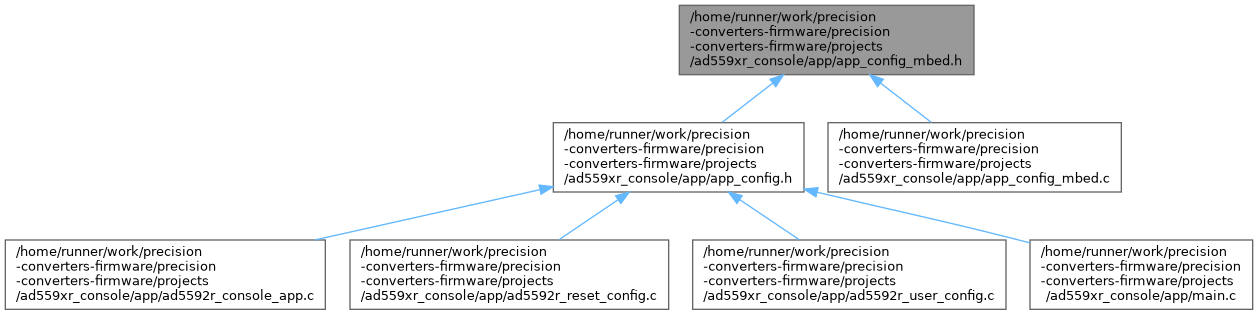 /home/runner/work/precision
-converters-firmware/precision
-converters-firmware/projects
/ad559xr_console/app/app_config_mbed.h
/home/runner/work/precision
-converters-firmware/precision
-converters-firmware/projects
/ad559xr_console/app/app_config.h
/home/runner/work/precision
-converters-firmware/precision
-converters-firmware/projects
/ad559xr_console/app/app_config_mbed.c
/home/runner/work/precision
-converters-firmware/precision
-converters-firmware/projects
/ad559xr_console/app/ad5592r_console_app.c
/home/runner/work/precision
-converters-firmware/precision
-converters-firmware/projects
/ad559xr_console/app/ad5592r_reset_config.c
/home/runner/work/precision
-converters-firmware/precision
-converters-firmware/projects
/ad559xr_console/app/ad5592r_user_config.c
/home/runner/work/precision
-converters-firmware/precision
-converters-firmware/projects
/ad559xr_console/app/main.c